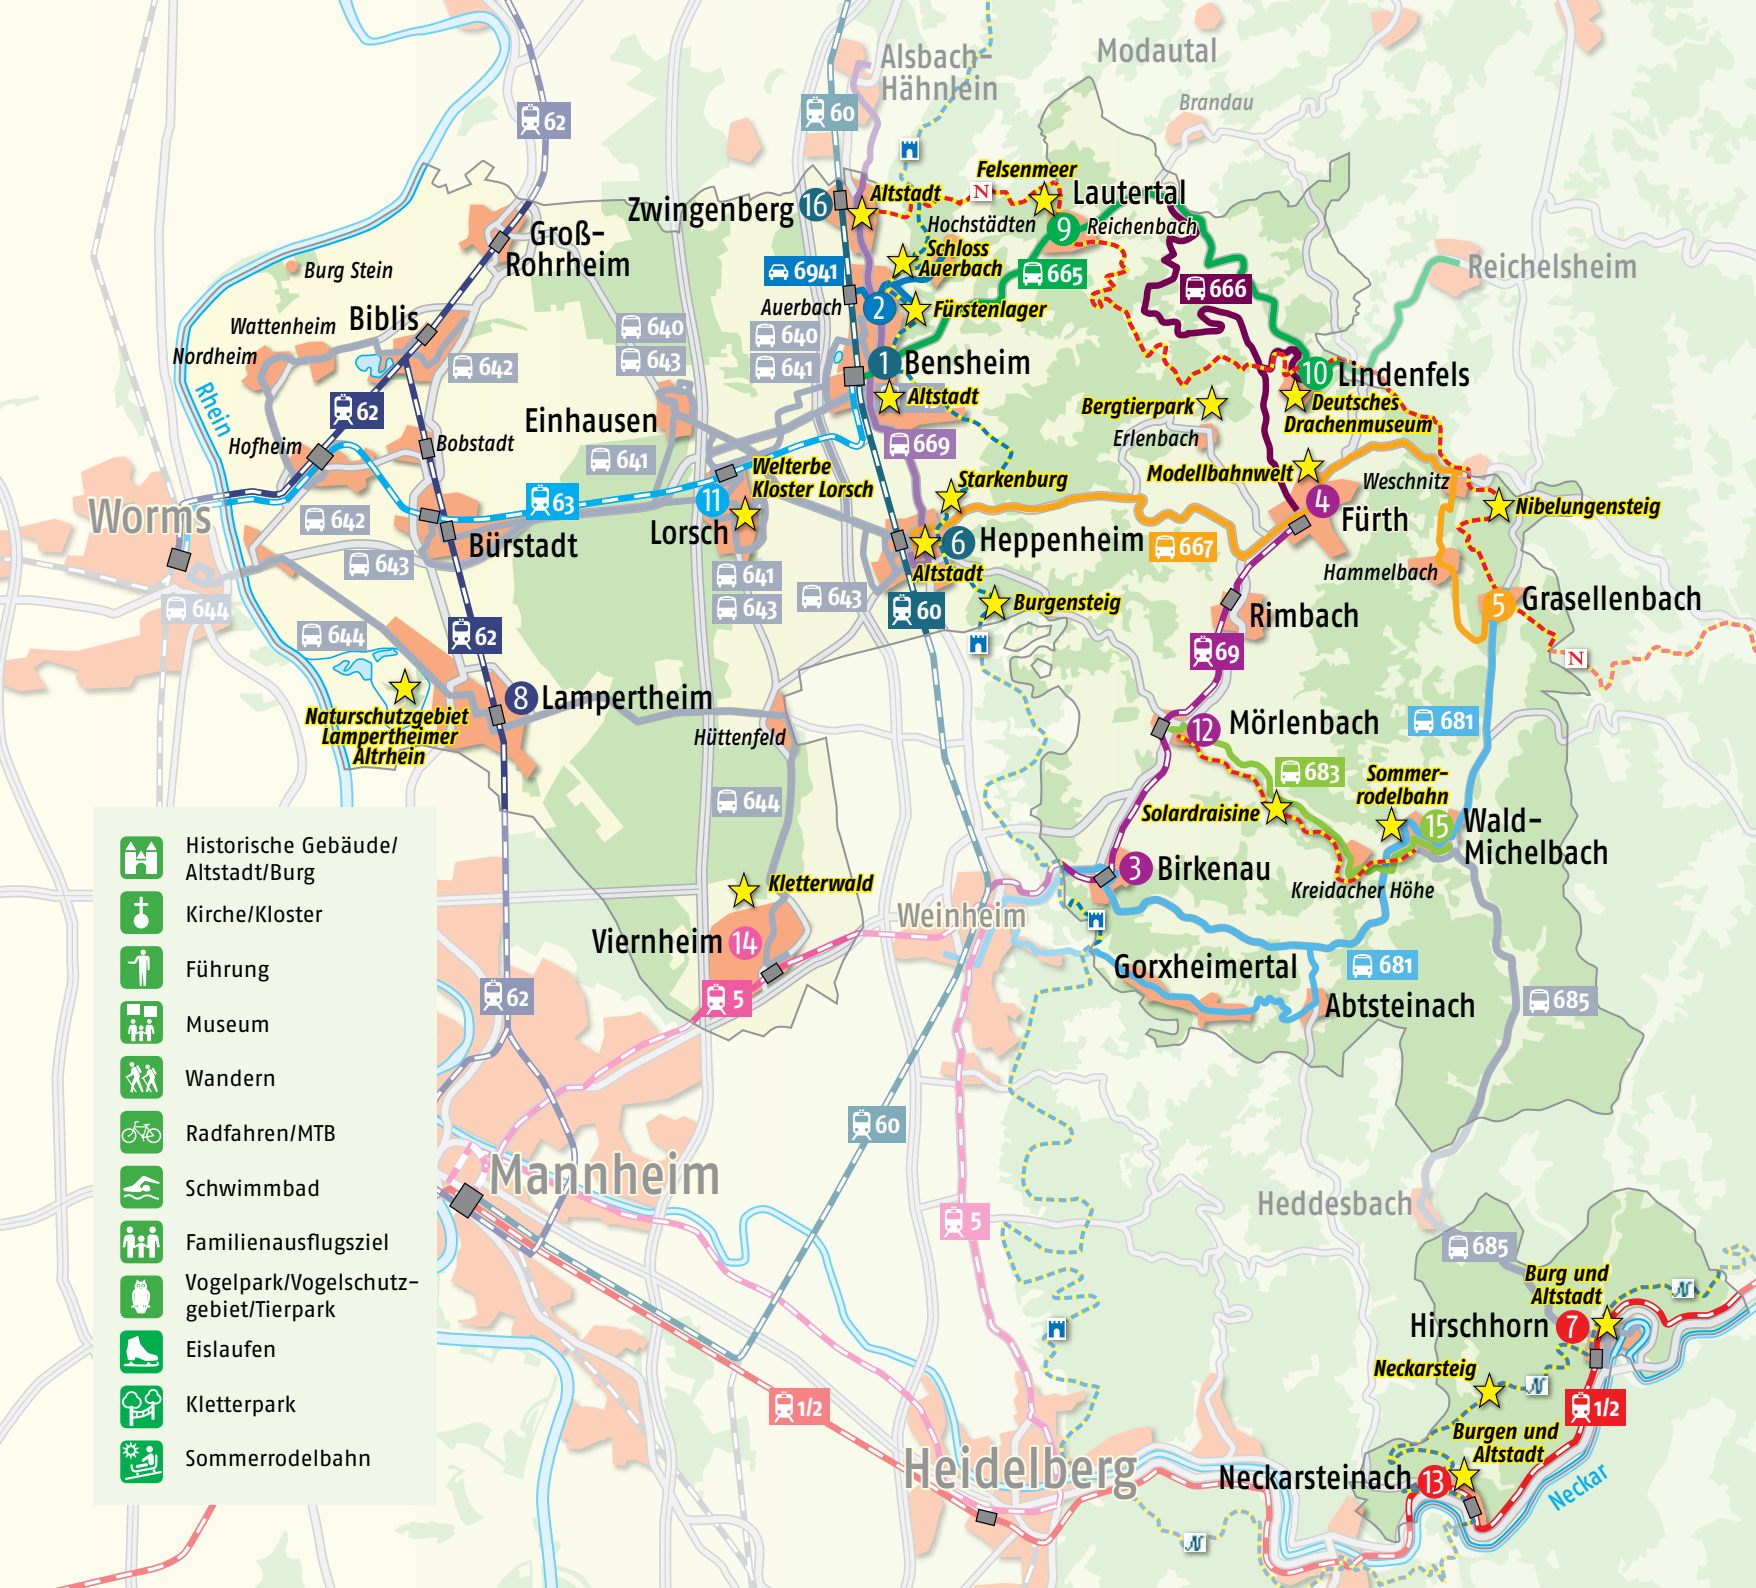 Alsbach-
Hähnlein
Modautal
Brandau
62
60
Felsenmeer
Lautertal
Zwingenberg 16
Altstadt
N
Hochstädten
9
Reichenbach
Groß-
Rohrheim
Burg Stein
Schloss
Auerbach
6941
665
666
Reichelsheim
Auerbach
2
Fürstenlager
Wattenheim
Biblis
Nordheim
640
643
640
641
642
1 Bensheim
Altstadt
10 Lindenfels
Deutsches
Drachenmuseum
Bergtierpark
Erlenbach
Rhein
62
Einhausen
Hofheim
Bobstadt
641
669
Welterbe
Kloster Lorsch
Starkenburg
Modellbahnwelt
Weschnitz
Nibelungensteig
Worms
63
11
Lorsch
4
Fürth
642
Bürstadt
6 Heppenheim
667
Altstadt
643
641
643
643
Hammelbach
644
60
Burgensteig
5 Grasellenbach
Rimbach
644
62
69
N
8 Lampertheim
Naturschutzgebiet
Lampertheimer
Altrhein
Hüttenfeld
12 Mörlenbach
681
683
Sommer-
rodelbahn
644
Solardraisine
15 Wald-
Michelbach
Kletterwald
3 Birkenau
Kreidacher Höhe
Weinheim
Viernheim 14
Gorxheimertal
681
Abtsteinach
5
62
685
60
Mannheim
Heddesbach
5
685
Burg und
Altstadt
N
Hirschhorn 7
Neckarsteig
N
1/2
1/2
Burgen und
Altstadt
Heidelberg
Neckarsteinach 13
Neckar
N
Historische Gebäude/
Altstadt/Burg
Kirche/Kloster
Führung
Museum
Wandern
Radfahren/MTB
Schwimmbad
Familienausflugsziel
Vogelpark/Vogelschutz-
gebiet/Tierpark
Eislaufen
Kletterpark
Sommerrodelbahn